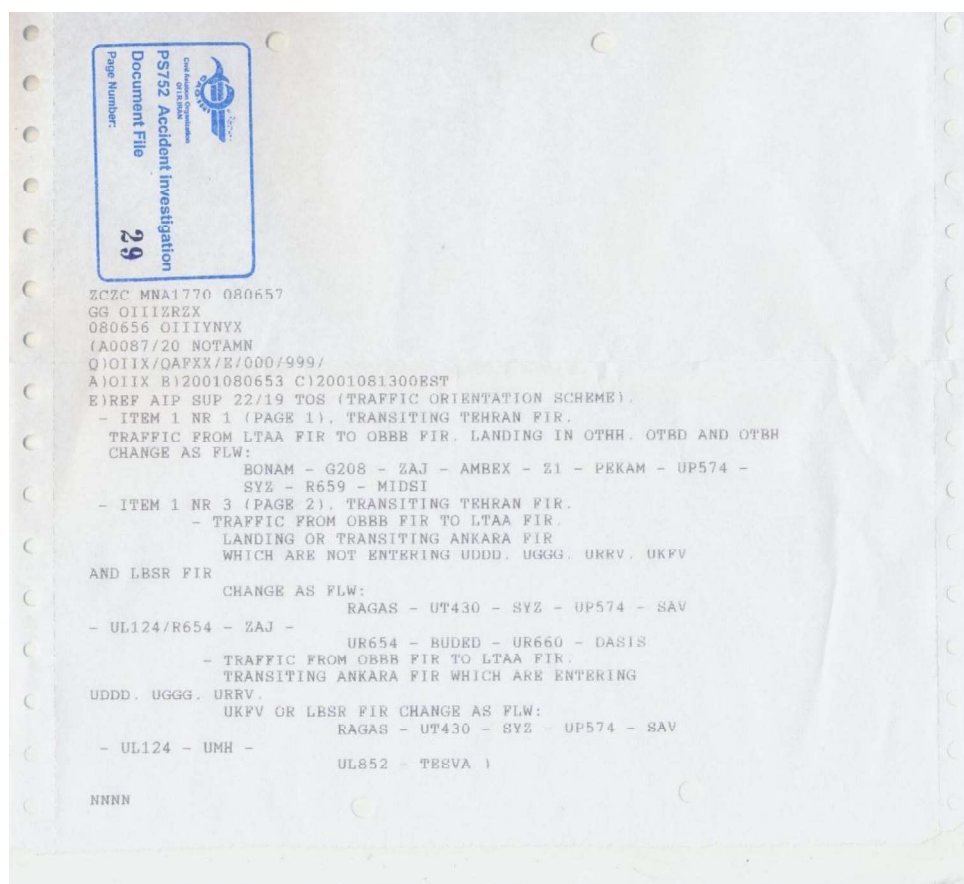 Civil Aviation Organization
OF I.R.IRAN
PS752 Accident investigation
Document File
Page Number:
29
ZCZC MNA1770 080657
GG OIIIZRZX
080656 OIIIYNYX
(A0087/20 NOTAMN
Q)OIIX/QAFXX/E/000/999/
A)OIIX B)2001080653 C)2001081300EST
E)REF AIP SUP 22/19 TOS (TRAFFIC ORIENTATION SCHEME).
- ITEM 1 NR 1 (PAGE 1). TRANSITING TEHRAN FIR.
TRAFFIC FROM LTAA FIR TO OBBB FIR. LANDING IN OTHH. OTBD AND OTBH
CHANGE AS FLW:
BONAM - G208 - ZAJ - AMBEX - Z1 - PEKAM - UP574 -
SYZ - R659 - MIDSI
- ITEM 1 NR 3 (PAGE 2). TRANSITING TEHRAN FIR.
- TRAFFIC FROM OBBB FIR TO LTAA FIR.
LANDING OR TRANSITING ANKARA FIR
WHICH ARE NOT ENTERING UDDD. UGGG. URRV. UKFV
AND LBSR FIR
CHANGE AS FLW:
RAGAS - UT430 - SYZ - UP574 - SAV
- UL124/R654 - ZAJ -
UR654 - BUDED - UR660 - DASIS
- TRAFFIC FROM OBBB FIR TO LTAA FIR.
TRANSITING ANKARA FIR WHICH ARE ENTERING
UDDD. UGGG. URRV.
UKFV OR LBSR FIR CHANGE AS FLW:
RAGAS - UT430 - SYZ - UP574 - SAV
- UL124 - UMH -
UL852 - TESVA )
NNNN